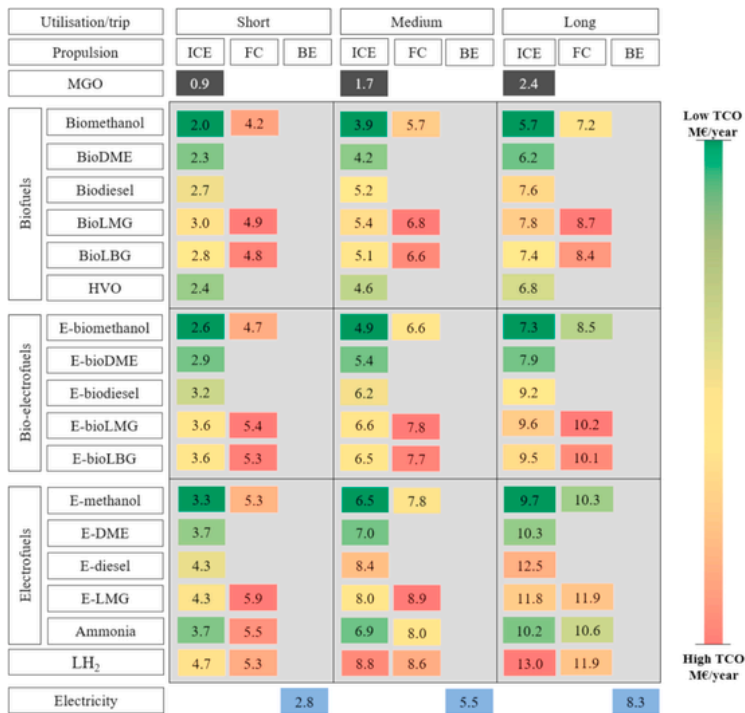 Utilisation/trip Short Medium Long
Propulsion ICE FC BE ICE FC BE ICE FC BE
MGO 0.9 1.7 2.4
Low TCO
M€/year
Biofuels
Biomethanol 2.0 4.2 3.9 5.7 5.7 7.2
BioDME 2.3 4.2 6.2
Biodiesel 2.7 5.2 7.6
BioLMG 3.0 4.9 5.4 6.8 7.8 8.7
BioLBG 2.8 4.8 5.1 6.6 7.4 8.4
HVO 2.4 4.6 6.8
Bio-electrofuels
E-biomethanol 2.6 4.7 4.9 6.6 7.3 8.5
E-bioDME 2.9 5.4 7.9
E-biodiesel 3.2 6.2 9.2
E-bioLMG 3.6 5.4 6.6 7.8 9.6 10.2
E-bioLBG 3.6 5.3 6.5 7.7 9.5 10.1
Electrofuels
E-methanol 3.3 5.3 6.5 7.8 9.7 10.3
E-DME 3.7 7.0 10.3
E-diesel 4.3 8.4 12.5
E-LMG 4.3 5.9 8.0 8.9 11.8 11.9
Ammonia 3.7 5.5 6.9 8.0 10.2 10.6
LH₂ 4.7 5.3 8.8 8.6 13.0 11.9
High TCO
M€/year
Electricity 2.8 5.5 8.3